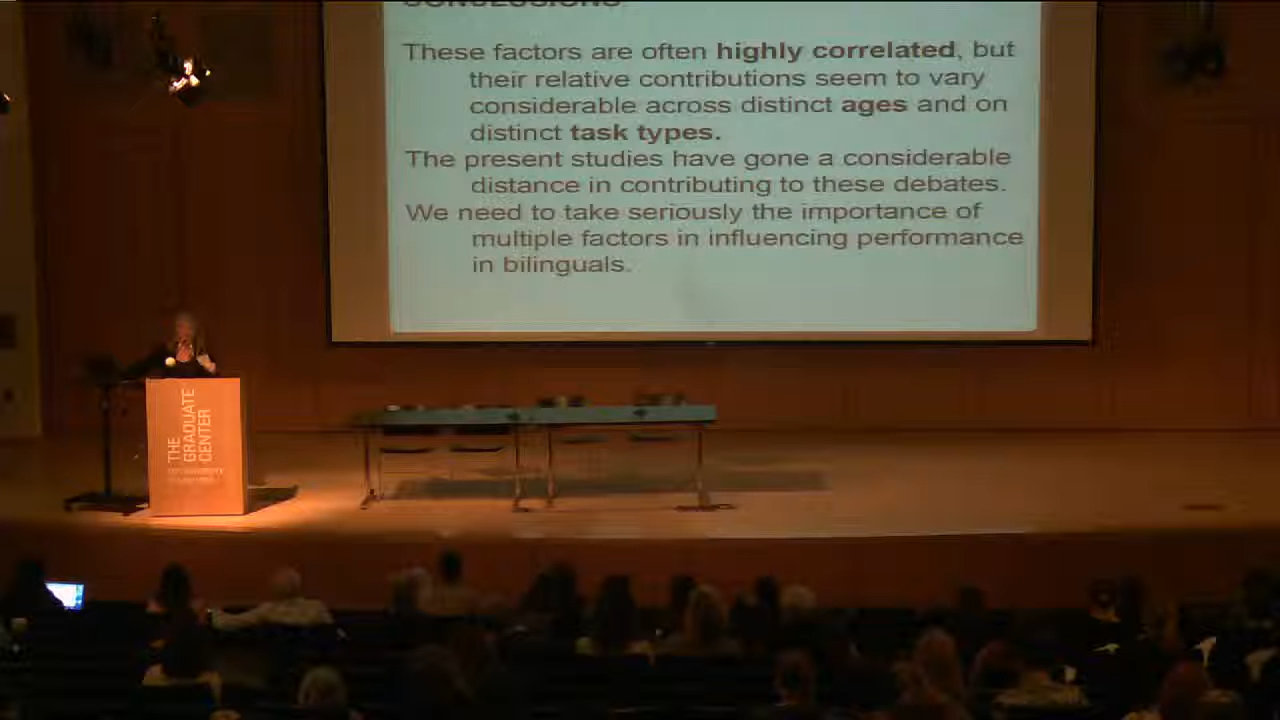 CONCLUSIONS
These factors are often highly correlated, but
their relative contributions seem to vary
considerable across distinct ages and on
distinct task types.
The present studies have gone a considerable
distance in contributing to these debates.
We need to take seriously the importance of
multiple factors in influencing performance
in bilinguals.
THE
GRADUATE
CENTER